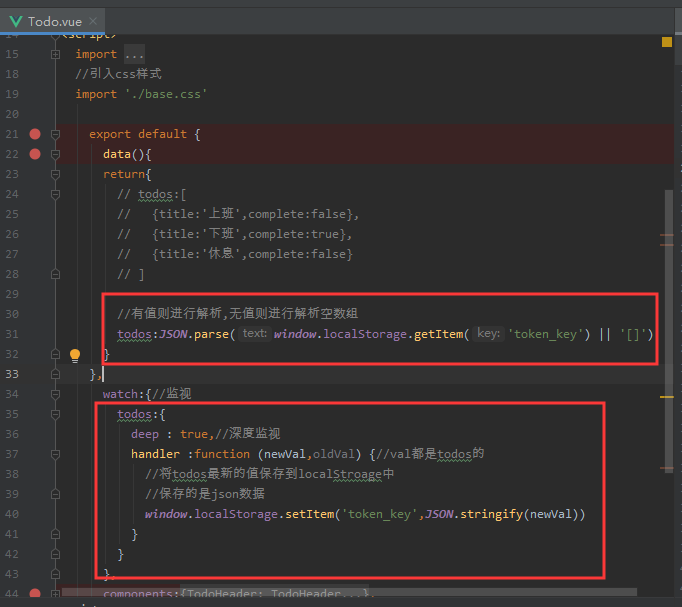 Todo.vue
14 <script>
15 import ...
18 //引入css样式
19 import './base.css'
20
21 export default {
22 data(){
23 return{
24 // todos:[
25 // {title:'上班',complete:false},
26 // {title:'下班',complete:true},
27 // {title:'休息',complete:false}
28 // ]
29
30 //有值则进行解析,无值则进行解析空数组
31 todos:JSON.parse( text: window.localStorage.getItem( key: 'token_key') || '[]')
32 }
33 },
34 watch:{//监视
35 todos:{
36 deep : true,//深度监视
37 handler :function (newVal,oldVal) {//val都是todos的
38 //将todos最新的值保存到localStroage中
39 //保存的是json数据
40 window.localStorage.setItem('token_key',JSON.stringify(newVal))
41 }
42 }
43 },
44 components:{TodoHeader: TodoHeader...},